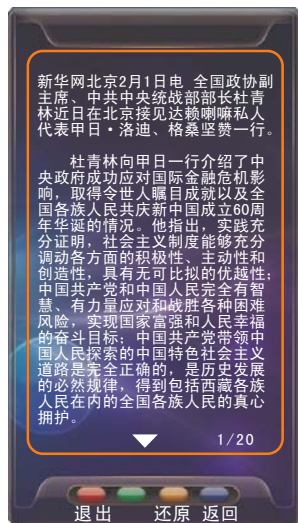 新华网北京2月1日电 全国政协副
主席、中共中央统战部部长杜青
林近日在北京接见达赖喇嘛私人
代表甲日·洛迪、格桑坚赞一行。
杜青林向甲日一行介绍了中
央政府成功应对国际金融危机影
响，取得令世人瞩目成就以及全
国各族人民共庆新中国成立60周
年华诞的情况。他指出，实践充
分证明，社会主义制度能够充分
调动各方面的积极性、主动性和
创造性，具有无可比拟的优越性；
中国共产党和中国人民完全有智
慧、有力量应对和战胜各种困难
风险，实现国家富强和人民幸福
的奋斗目标；中国共产党带领中
国人民探索的中国特色社会主义
道路是完全正确的，是历史发展
的必然规律，得到包括西藏各族
人民在内的全国各族人民的真心
拥护。
1/20
退出 还原 返回